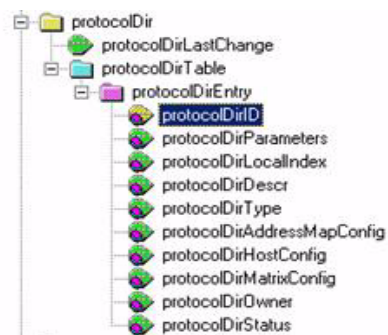 protocolDir
protocolDirLastChange
protocolDirTable
protocolDirEntry
protocolDirID
protocolDirParameters
protocolDirLocalIndex
protocolDirDescr
protocolDirType
protocolDirAddressMapConfig
protocolDirHostConfig
protocolDirMatrixConfig
protocolDirOwner
protocolDirStatus